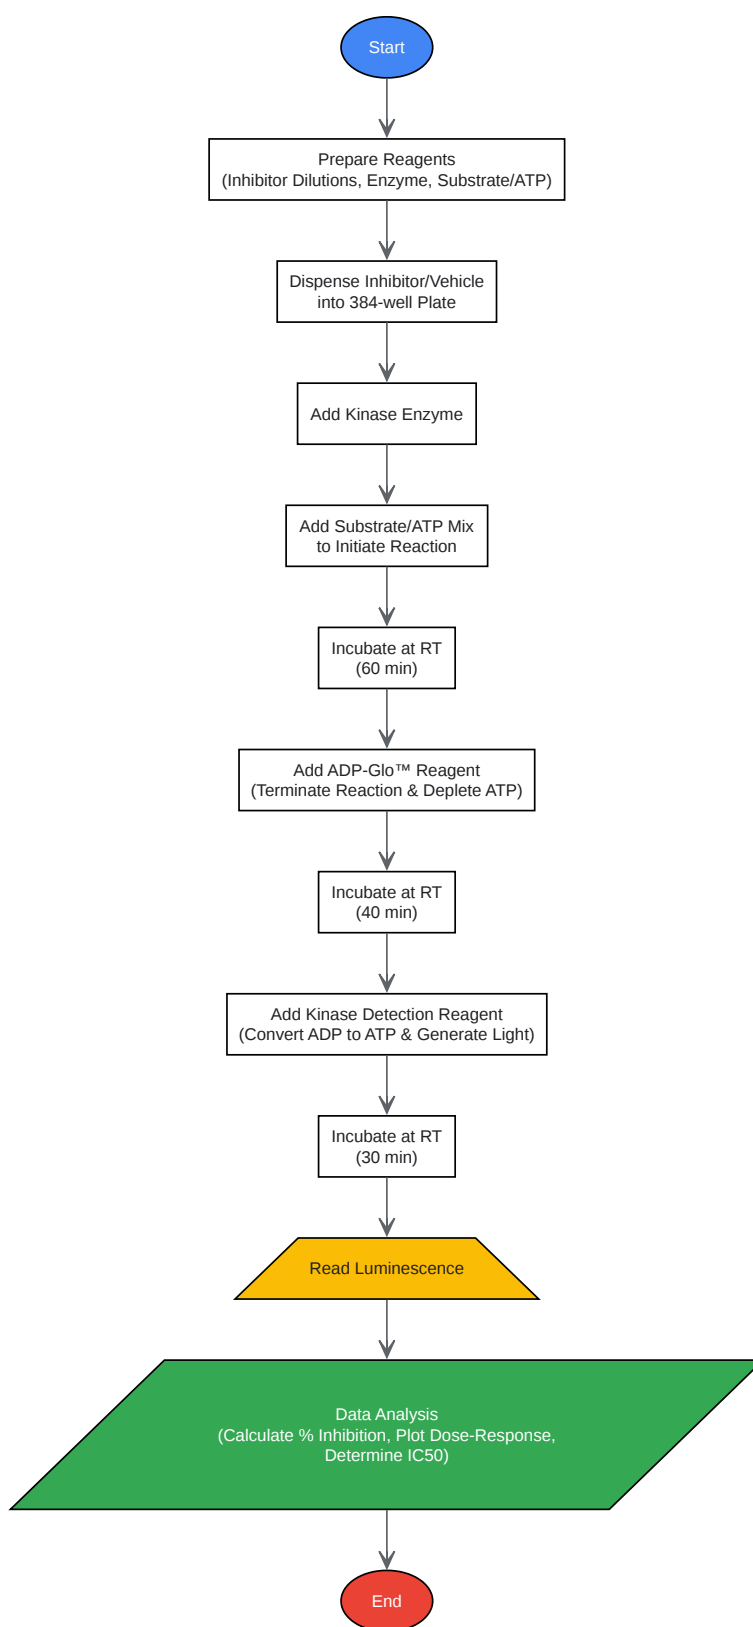 Start
Prepare Reagents
(Inhibitor Dilutions, Enzyme, Substrate/ATP)
Dispense Inhibitor/Vehicle
into 384-well Plate
Add Kinase Enzyme
Add Substrate/ATP Mix
to Initiate Reaction
Incubate at RT
(60 min)
Add ADP-Glo™ Reagent
(Terminate Reaction & Deplete ATP)
Incubate at RT
(40 min)
Add Kinase Detection Reagent
(Convert ADP to ATP & Generate Light)
Incubate at RT
(30 min)
Read Luminescence
Data Analysis
(Calculate % Inhibition, Plot Dose-Response,
Determine IC50)
End